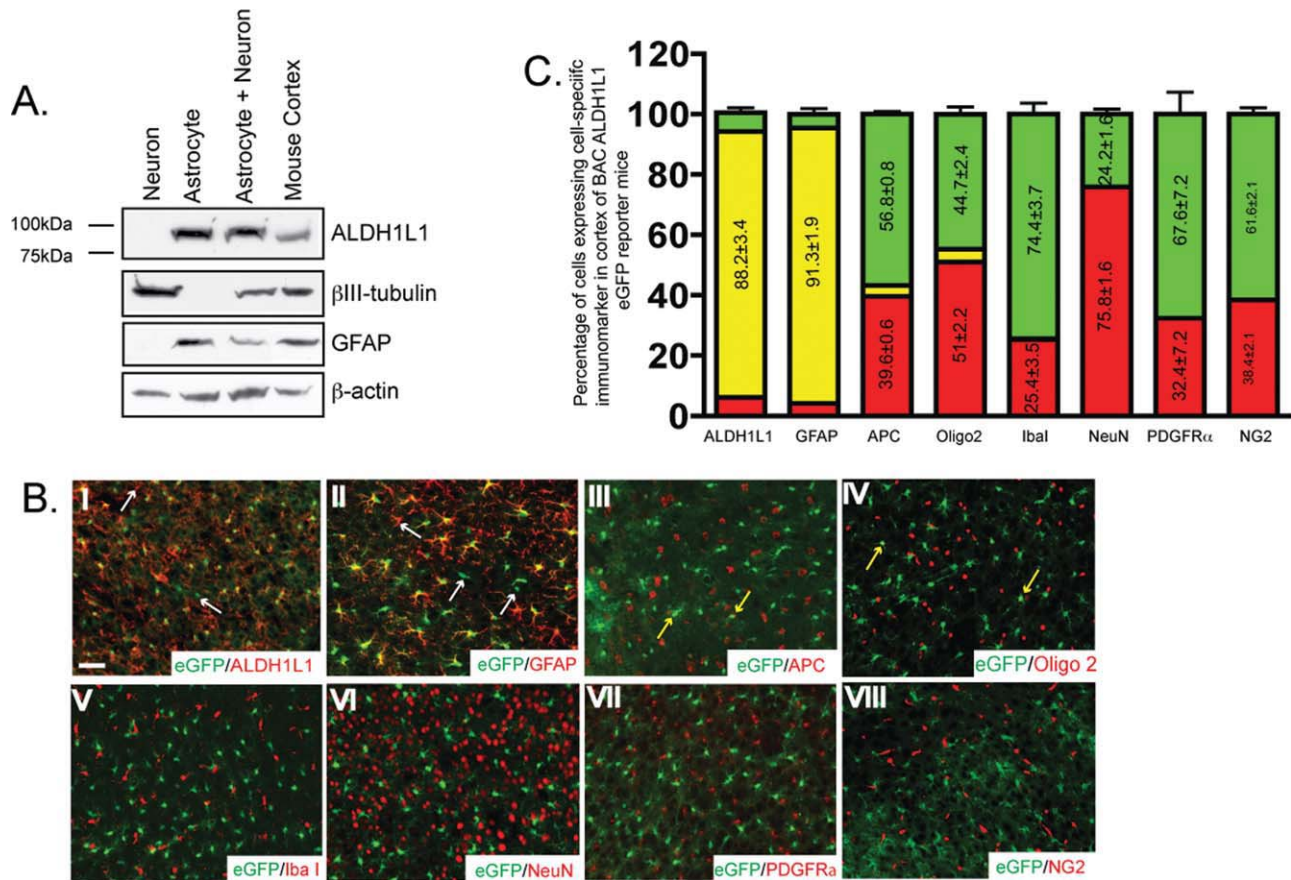 A.
Neuron
Astrocyte
Astrocyte + Neuron
Mouse Cortex
100kDa
75kDa
ALDH1L1
βIII-tubulin
GFAP
β-actin
C.
Percentage of cells expressing cell-speciifc
immunomarker in cortex of BAC ALDH1L1
eGFP reporter mice
120
100
80
60
40
20
0
88.2±3.4
91.3±1.9
56.8±0.8
39.6±0.6
44.7±2.4
51±2.2
74.4±3.7
25.4±3.5
24.2±1.6
75.8±1.6
67.6±7.2
32.4±7.2
61.6±2.1
38.4±2.1
ALDH1L1 GFAP APC Oligo2 IbaI NeuN PDGFRα NG2
B.
I
eGFP/ALDH1L1
II
eGFP/GFAP
III
eGFP/APC
IV
eGFP/Oligo 2
V
eGFP/Iba I
VI
eGFP/NeuN
VII
eGFP/PDGFRa
VIII
eGFP/NG2